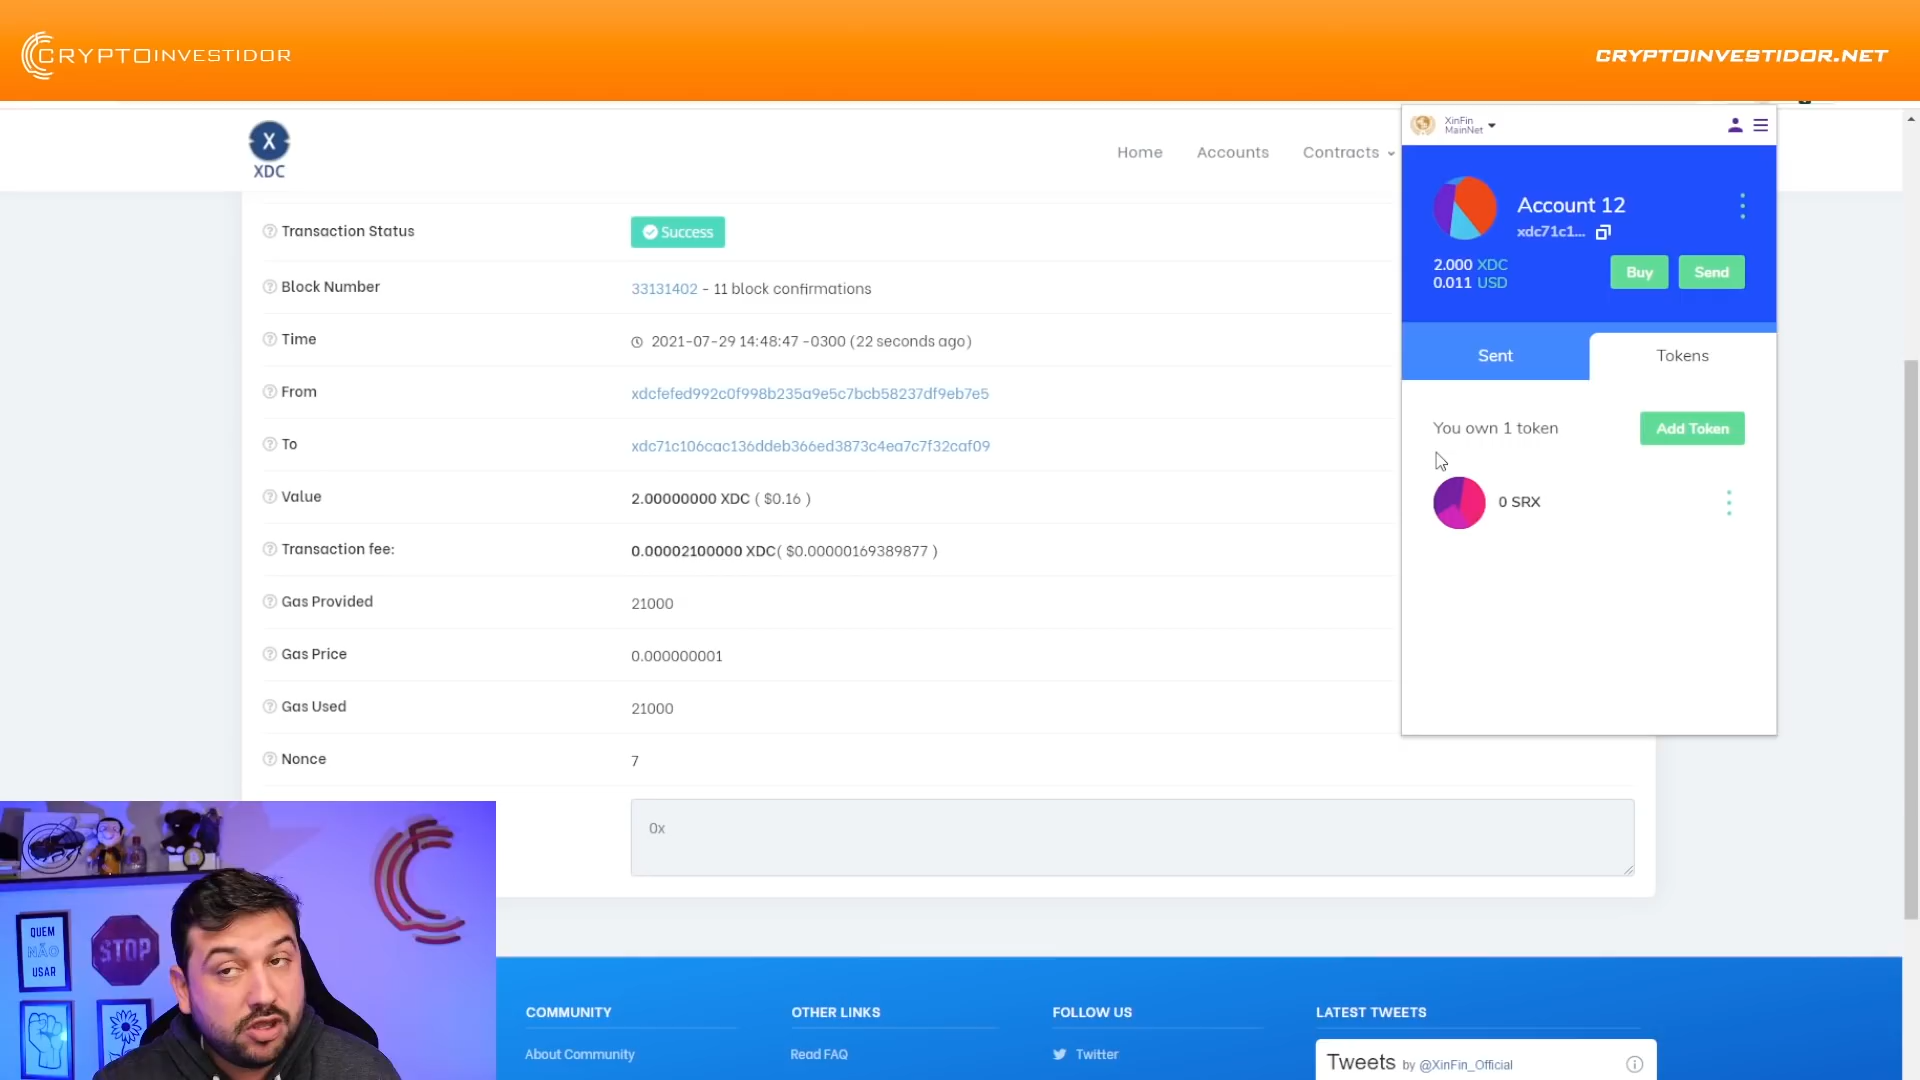 CRYPTOINVESTIDOR
CRYPTOINVESTIDOR.NET
X
XDC
Home
Accounts
Contracts
XinFin
MainNet
Account 12
xdc71c1...
2.000 XDC
0.011 USD
Buy
Send
Sent
Tokens
You own 1 token
Add Token
0 SRX
Transaction Status
Success
Block Number
33131402 - 11 block confirmations
Time
2021-07-29 14:48:47 -0300 (22 seconds ago)
From
xdcfefed992c0f998b235a9e5c7bcb58237df9eb7e5
To
xdc71c106cac136ddeb366ed3873c4ea7c7f32caf09
Value
2.00000000 XDC ( $0.16 )
Transaction fee:
0.00002100000 XDC( $0.00000169389877 )
Gas Provided
21000
Gas Price
0.000000001
Gas Used
21000
Nonce
7
0x
QUEM
NÃO
USAR
STOP
COMMUNITY
About Community
OTHER LINKS
Read FAQ
FOLLOW US
Twitter
LATEST TWEETS
Tweets by @XinFin_Official